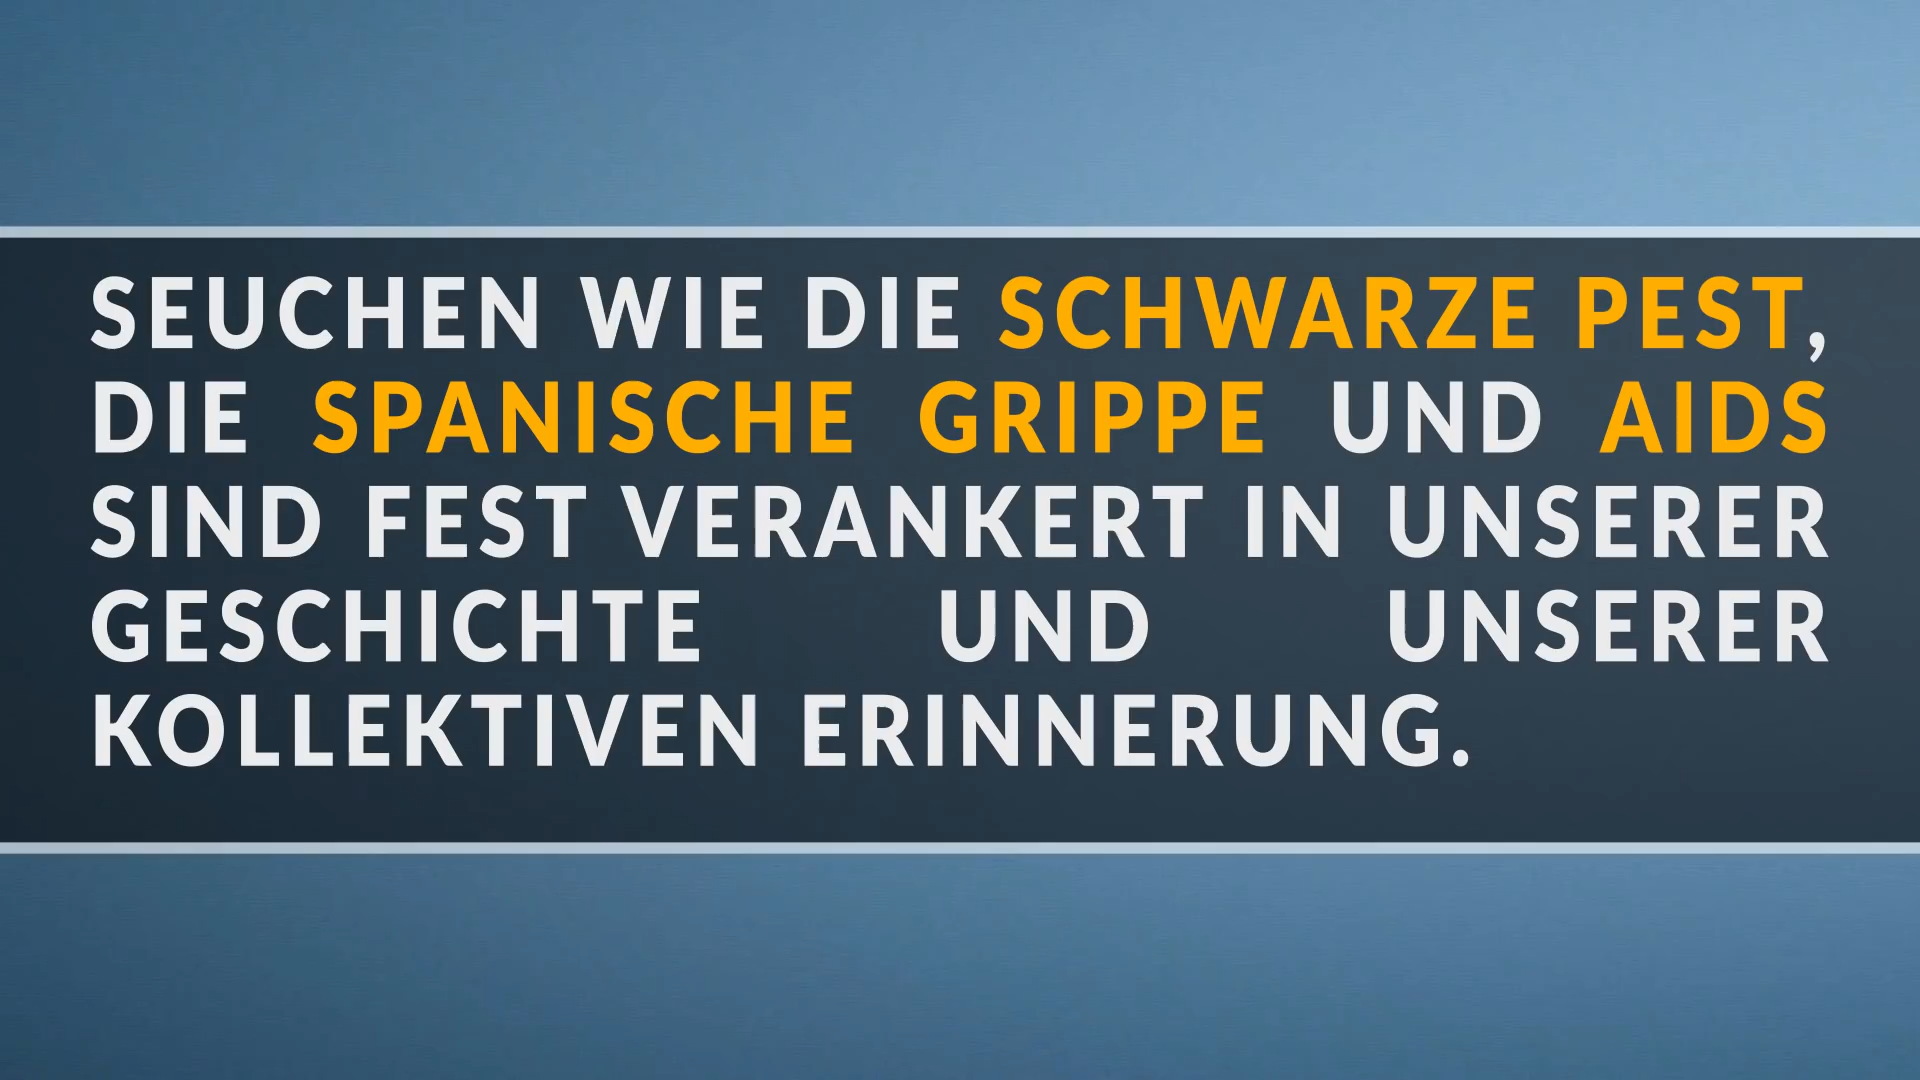 SEUCHEN WIE DIE SCHWARZE PEST,
DIE SPANISCHE GRIPPE UND AIDS
SIND FEST VERANKERT IN UNSERER
GESCHICHTE UND UNSERER
KOLLEKTIVEN ERINNERUNG.